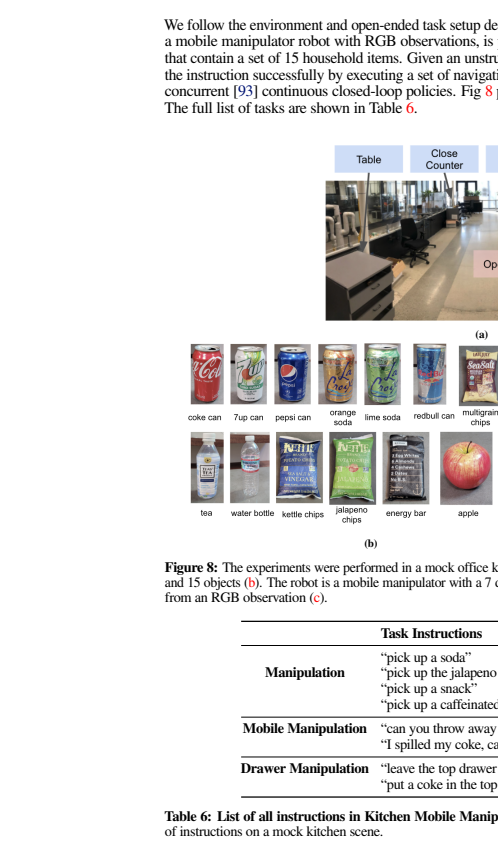 We follow the environment and open-ended task setup de
a mobile manipulator robot with RGB observations, is
that contain a set of 15 household items. Given an unstru
the instruction successfully by executing a set of navigati
concurrent [93] continuous closed-loop policies. Fig 8 p
The full list of tasks are shown in Table 6.
Table
Close
Counter
Op
(a)
coke can
7up can
pepsi can
orange
soda
lime soda
redbull can
multigrain
chips
tea
water bottle
kettle chips
jalapeno
chips
energy bar
apple
(b)
Figure 8: The experiments were performed in a mock office k
and 15 objects (b). The robot is a mobile manipulator with a 7 d
from an RGB observation (c).
Task Instructions
Manipulation
“pick up a soda”
“pick up the jalapeno
“pick up a snack”
“pick up a caffeinated
Mobile Manipulation
“can you throw away
“I spilled my coke, ca
Drawer Manipulation
“leave the top drawer
“put a coke in the top
Table 6: List of all instructions in Kitchen Mobile Manip
of instructions on a mock kitchen scene.